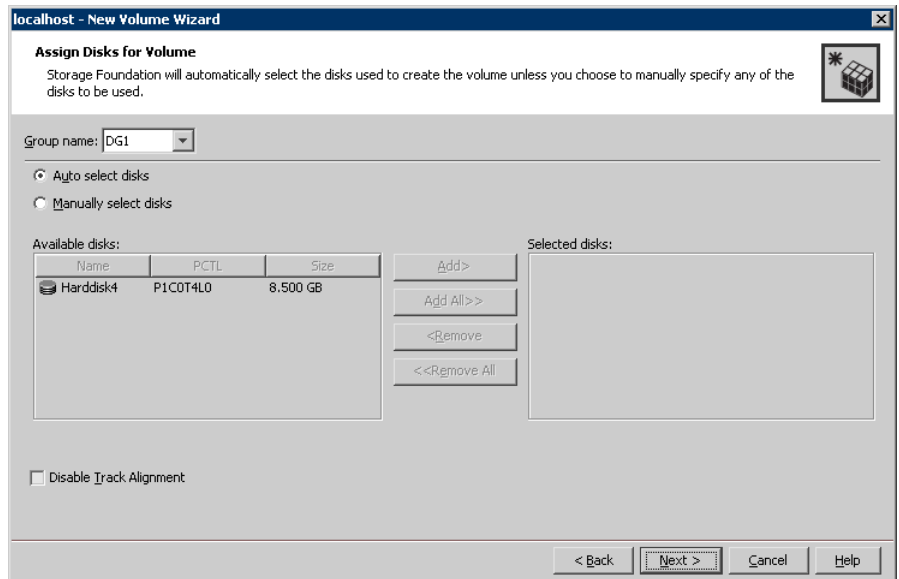 localhost - New Volume Wizard
Assign Disks for Volume
Storage Foundation will automatically select the disks used to create the volume unless you choose to manually specify any of the
disks to be used.
Group name: DG1
Auto select disks
Manually select disks
Available disks:
Selected disks:
Name PCTL Size
Harddisk4 P1C0T4L0 8.500 GB
Add>
Add All>>
<Remove
<<Remove All
Disable Track Alignment
< Back Next > Cancel Help